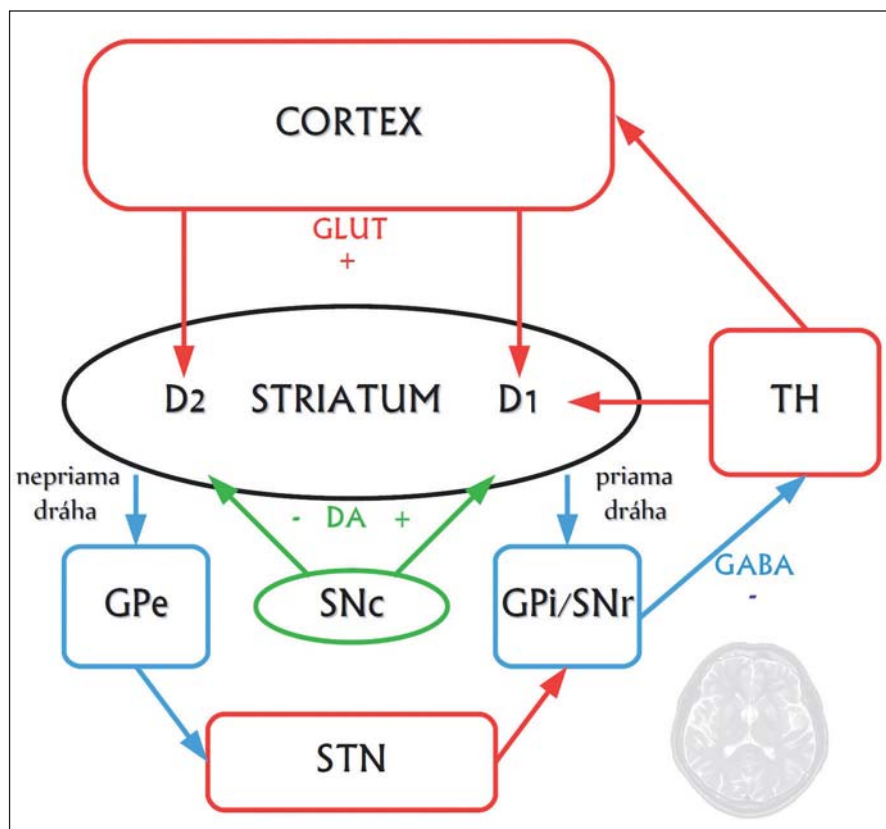 CORTEX
GLUT
+
D2 STRIATUM D1
TH
nepriama
dráha
- DA +
priama
dráha
GPe
SNc
GPi/SNr
GABA
-
STN